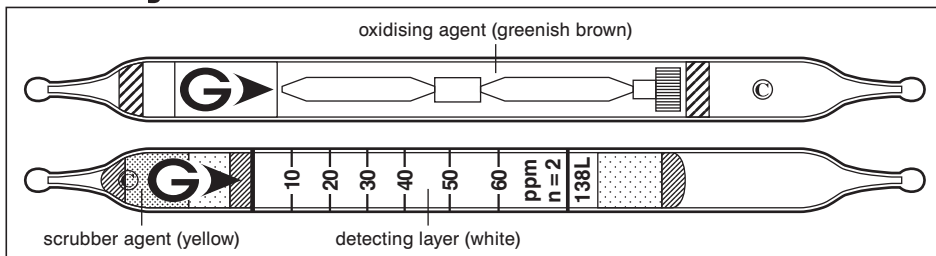 oxidising agent (greenish brown)
G
©
©
G
10
20
30
40
50
60
ppm
n = 2
138L
scrubber agent (yellow)
detecting layer (white)